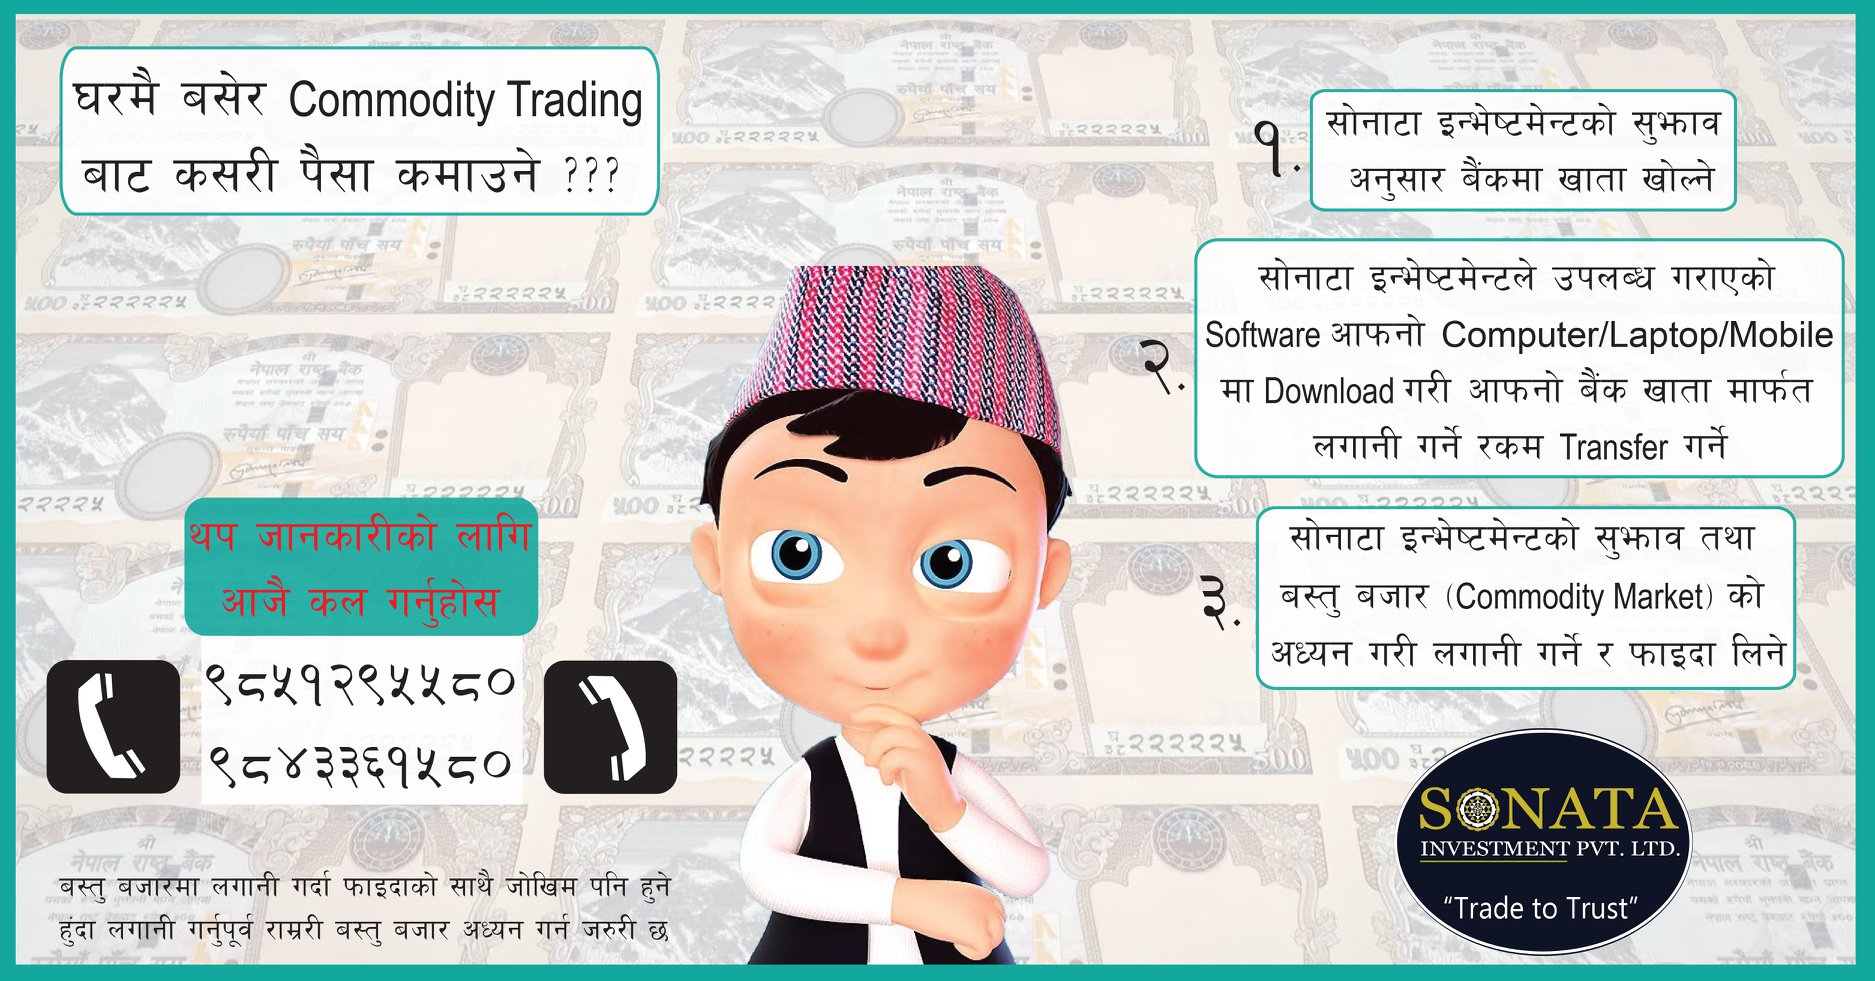 घरमै बसेर Commodity Trading
बाट कसरी पैसा कमाउने ???
१.
सोनाटा इन्भेष्टमेन्टको सुझाव
अनुसार बैंकमा खाता खोल्ने
२.
सोनाटा इन्भेष्टमेन्टले उपलब्ध गराएको
Software आफनो Computer/Laptop/Mobile
मा Download गरी आफनो बैंक खाता मार्फत
लगानी गर्ने रकम Transfer गर्ने
३.
सोनाटा इन्भेष्टमेन्टको सुझाव तथा
बस्तु बजार (Commodity Market) को
अध्यन गरी लगानी गर्ने र फाइदा लिने
थप जानकारीको लागि
आजै कल गर्नुहोस
९८५१२९५५८०
९८४३३६१५८०
बस्तु बजारमा लगानी गर्दा फाइदाको साथै जोखिम पनि हुने
हुंदा लगानी गर्नुपूर्व राम्ररी बस्तु बजार अध्यन गर्न जरुरी छ
SONATA
INVESTMENT PVT. LTD.
“Trade to Trust”